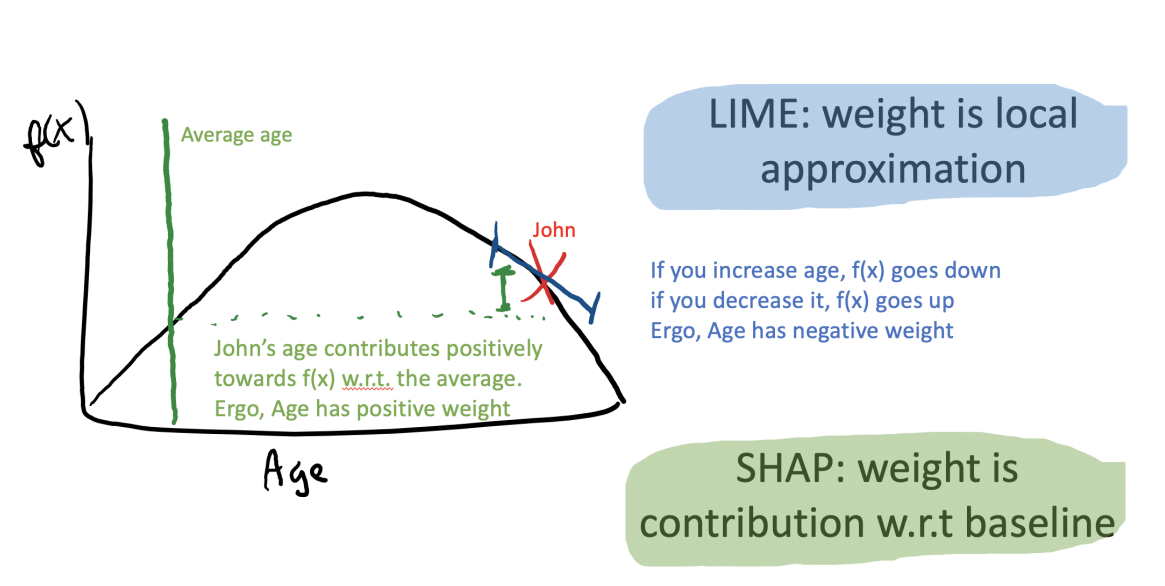 f(x)
Average age
John
John's age contributes positively
towards f(x) w.r.t. the average.
Ergo, Age has positive weight
Age
LIME: weight is local
approximation
If you increase age, f(x) goes down
if you decrease it, f(x) goes up
Ergo, Age has negative weight
SHAP: weight is
contribution w.r.t baseline